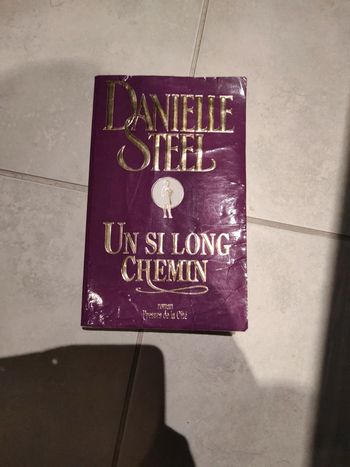 DANIELLE
STEEL
UN SI LONG
CHEMIN
roman
Presses de la Cité